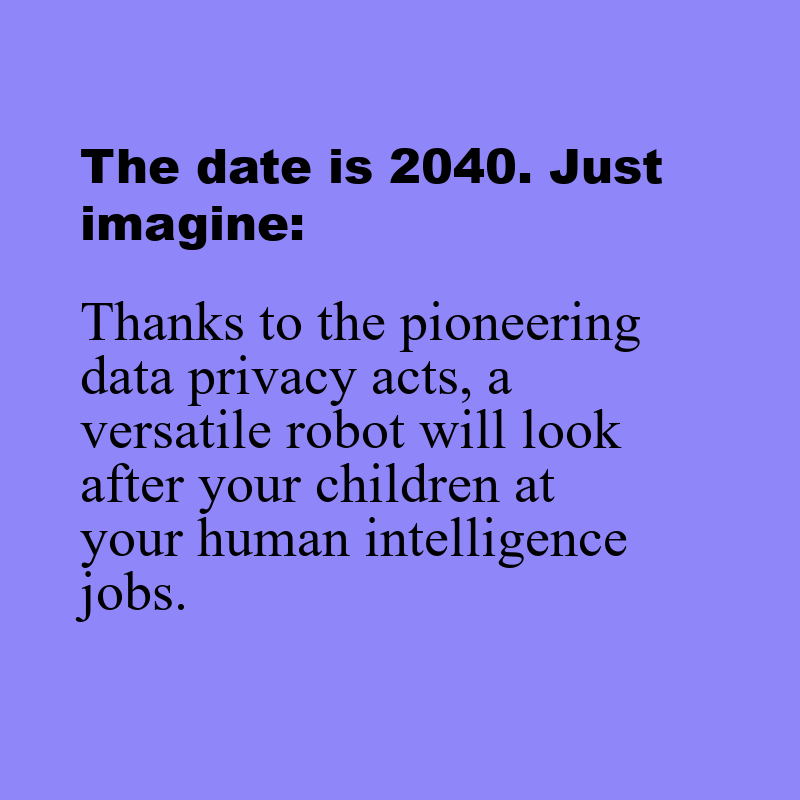 The date is 2040. Just
imagine:
Thanks to the pioneering
data privacy acts, a
versatile robot will look
after your children at
your human intelligence
jobs.